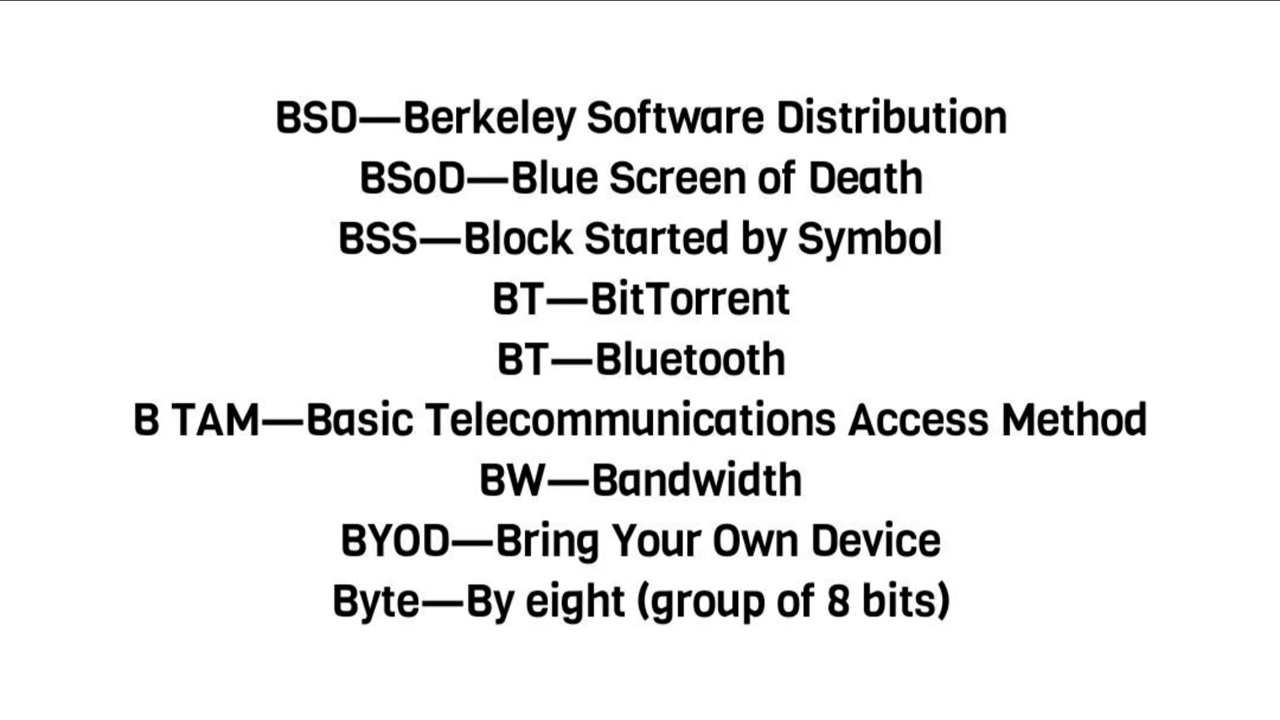 BSD—Berkeley Software Distribution
BSoD—Blue Screen of Death
BSS—Block Started by Symbol
BT—BitTorrent
BT—Bluetooth
B TAM—Basic Telecommunications Access Method
BW—Bandwidth
BYOD—Bring Your Own Device
Byte—By eight (group of 8 bits)